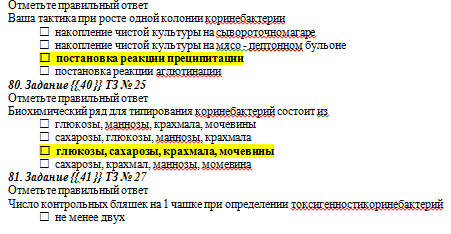 Отметьте правильный ответ
Ваша тактика при росте одной колонии коринебактерии
□ накопление чистой культуры на сывороточномагаре
□ накопление чистой культуры на мясо - пептонном бульоне
□ постановка реакции преципитации
□ постановка реакции аглютинации
80. Задание {{40}} ТЗ № 25
Отметьте правильный ответ
Биохимический ряд для типирования коринебактерий состоит из
□ глюкозы, маннозы, крахмала, мочевины
□ сахарозы, глюкозы, маннозы, крахмала
□ глюкозы, сахарозы, крахмала, мочевины
□ сахарозы, крахмал, маннозы, момевина
81. Задание {{41}} ТЗ № 27
Отметьте правильный ответ
Число контрольных бляшек на 1 чашке при определении токсигенностикоринебактерий
□ не менее двух